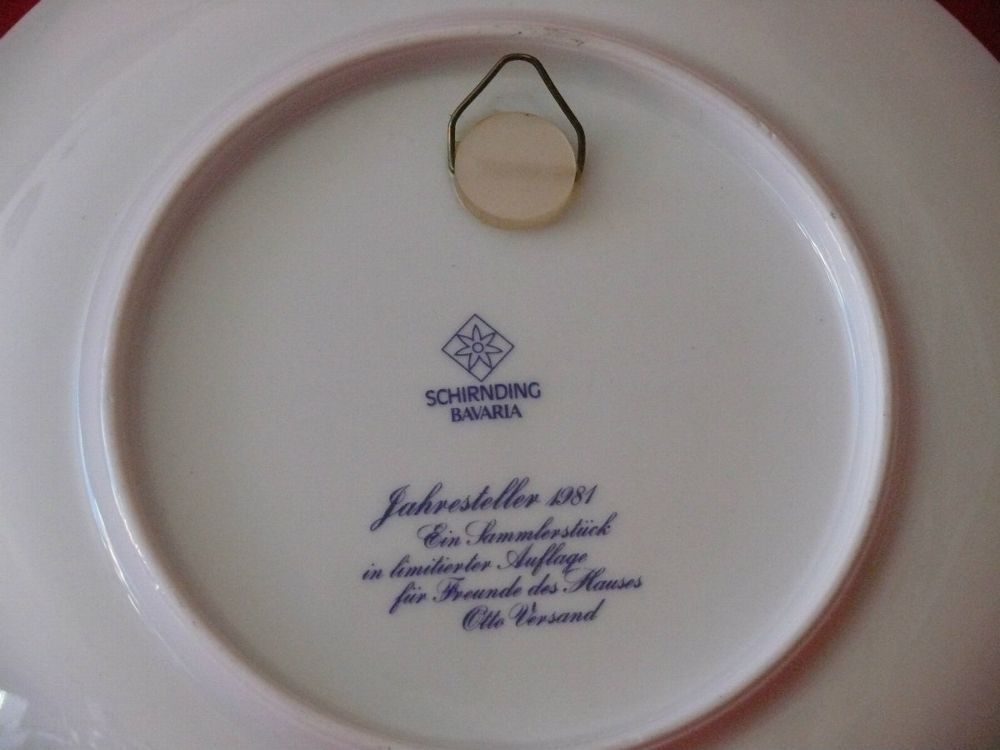 SCHIRNDING
BAVARIA
Jahresteller 1981
Ein Sammlerstück
in limitierter Auflage
für Freunde des Hauses
Otto Versand